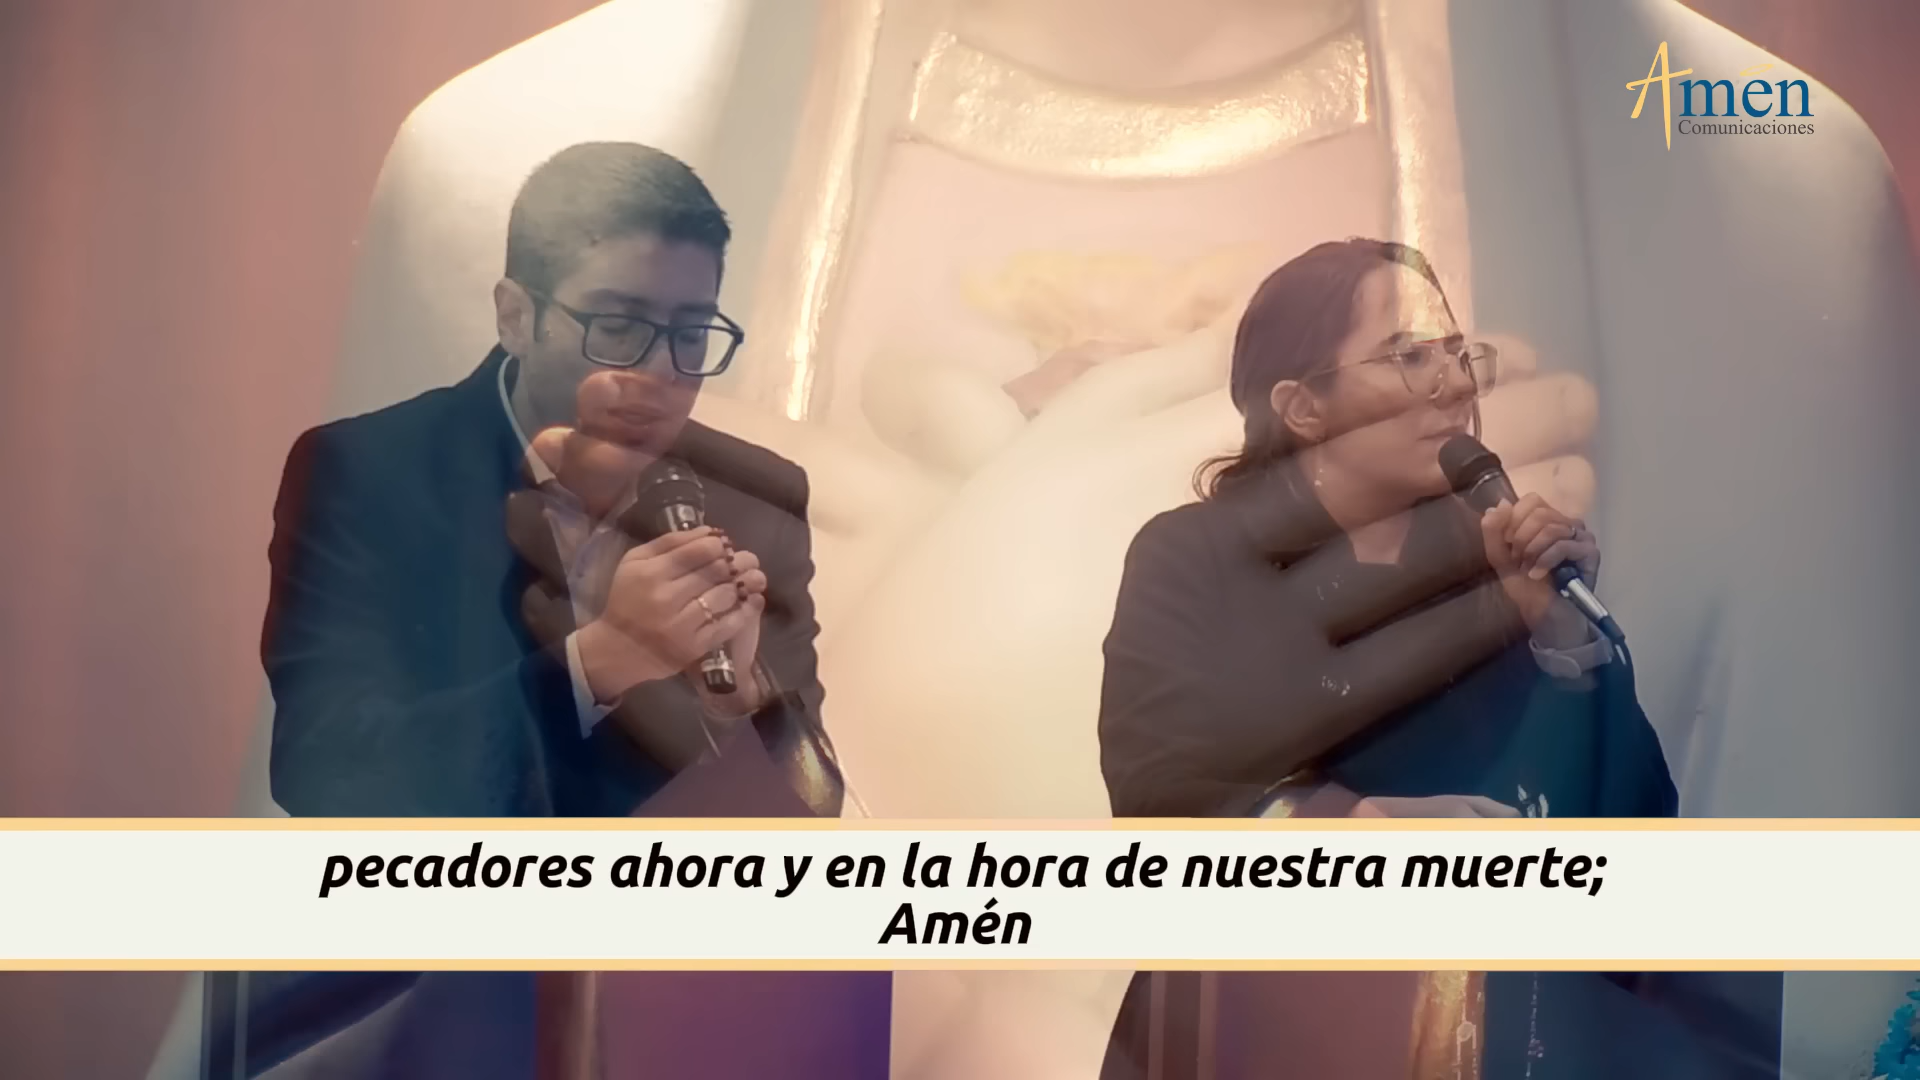 Amén
Comunicaciones
pecadores ahora y en la hora de nuestra muerte;
Amén